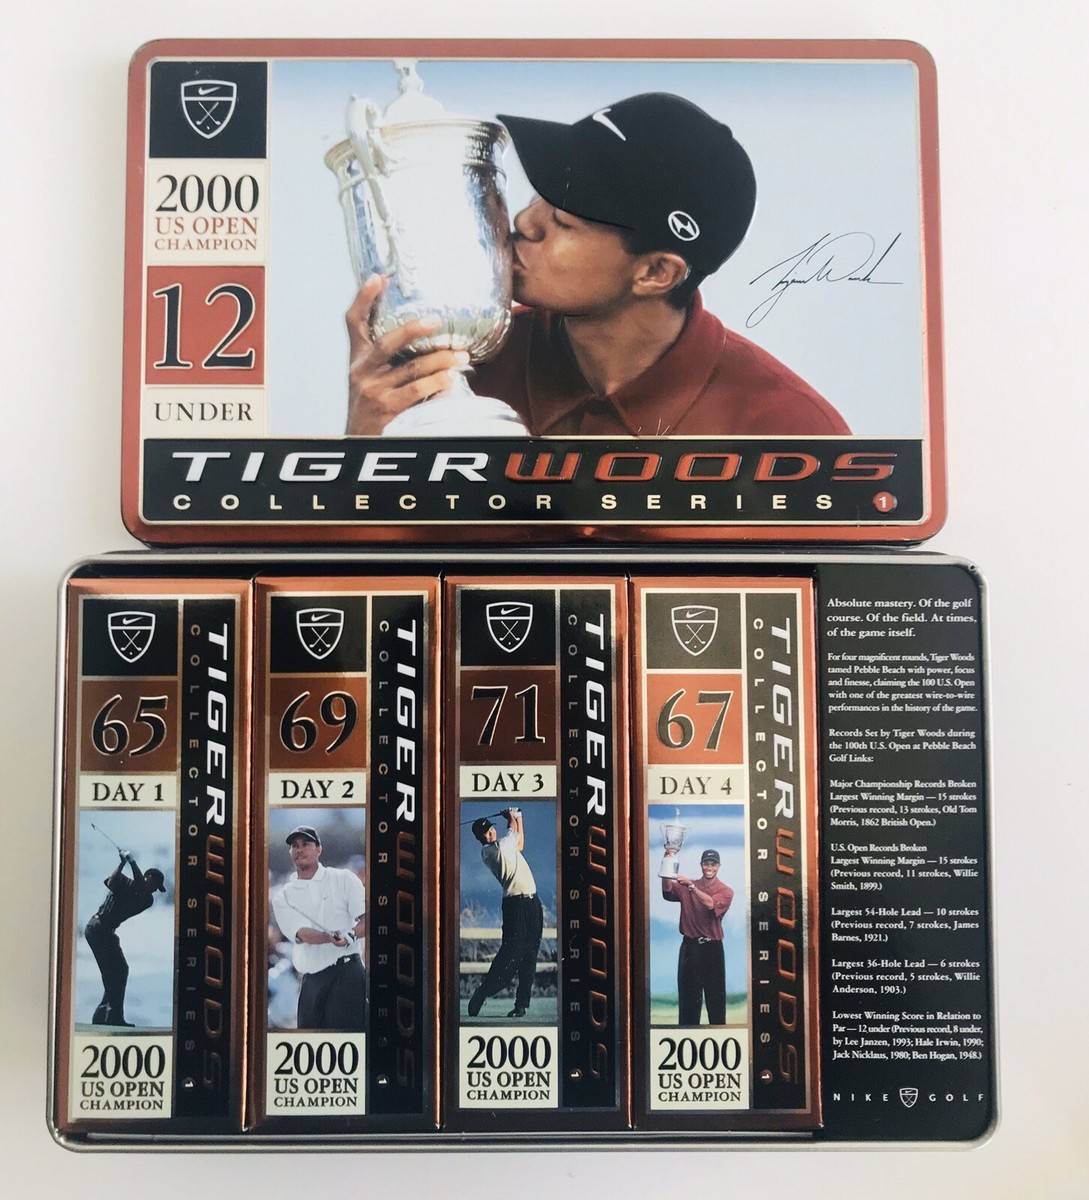 2000
US OPEN
CHAMPION
12
UNDER
Tiger Woods
TIGER WOODS
COLLECTOR SERIES 1
65
DAY 1
2000
US OPEN
CHAMPION
TIGER WOODS
COLLECTOR SERIES 1
69
DAY 2
2000
US OPEN
CHAMPION
TIGER WOODS
COLLECTOR SERIES 1
71
DAY 3
2000
US OPEN
CHAMPION
TIGER WOODS
COLLECTOR SERIES 1
67
DAY 4
2000
US OPEN
CHAMPION
TIGER WOODS
COLLECTOR SERIES 1
Absolute mastery. Of the golf
course. Of the field. At times,
of the game itself.
For four magnificent rounds, Tiger Woods
tamed Pebble Beach with power, focus
and finesse, claiming the 100 U.S. Open
with one of the greatest wire-to-wire
performances in the history of the game.
Records Set by Tiger Woods during
the 100th U.S. Open at Pebble Beach
Golf Links:
Major Championship Records Broken
Largest Winning Margin — 15 strokes
(Previous record, 13 strokes, Old Tom
Morris, 1862 British Open.)
U.S. Open Records Broken
Largest Winning Margin — 15 strokes
(Previous record, 11 strokes, Willie
Smith, 1899.)
Largest 54-Hole Lead — 10 strokes
(Previous record, 7 strokes, James
Barnes, 1921.)
Largest 36-Hole Lead — 6 strokes
(Previous record, 5 strokes, Willie
Anderson, 1903.)
Lowest Winning Score in Relation to
Par — 12 under (Previous record, 8 under,
by Lee Janzen, 1993; Hale Irwin, 1990;
Jack Nicklaus, 1980; Ben Hogan, 1948.)
NIKE GOLF